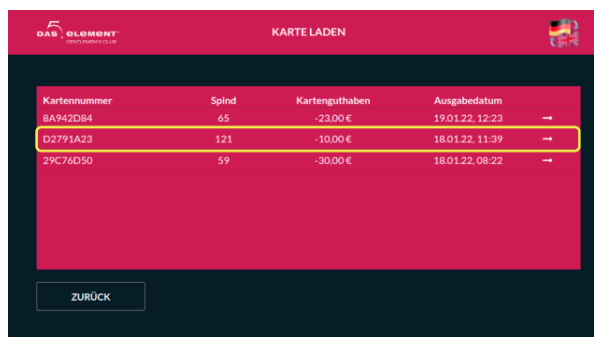 5
DAS ELEMENT
GENTLEMEN'S CLUB
KARTE LADEN
Kartennummer Spind Kartenguthaben Ausgabedatum
8A942D84 65 -23,00 € 19.01.22, 12:23 →
D2791A23 121 -10,00 € 18.01.22, 11:39 →
29C76D50 59 -30,00 € 18.01.22, 08:22 →
ZURÜCK